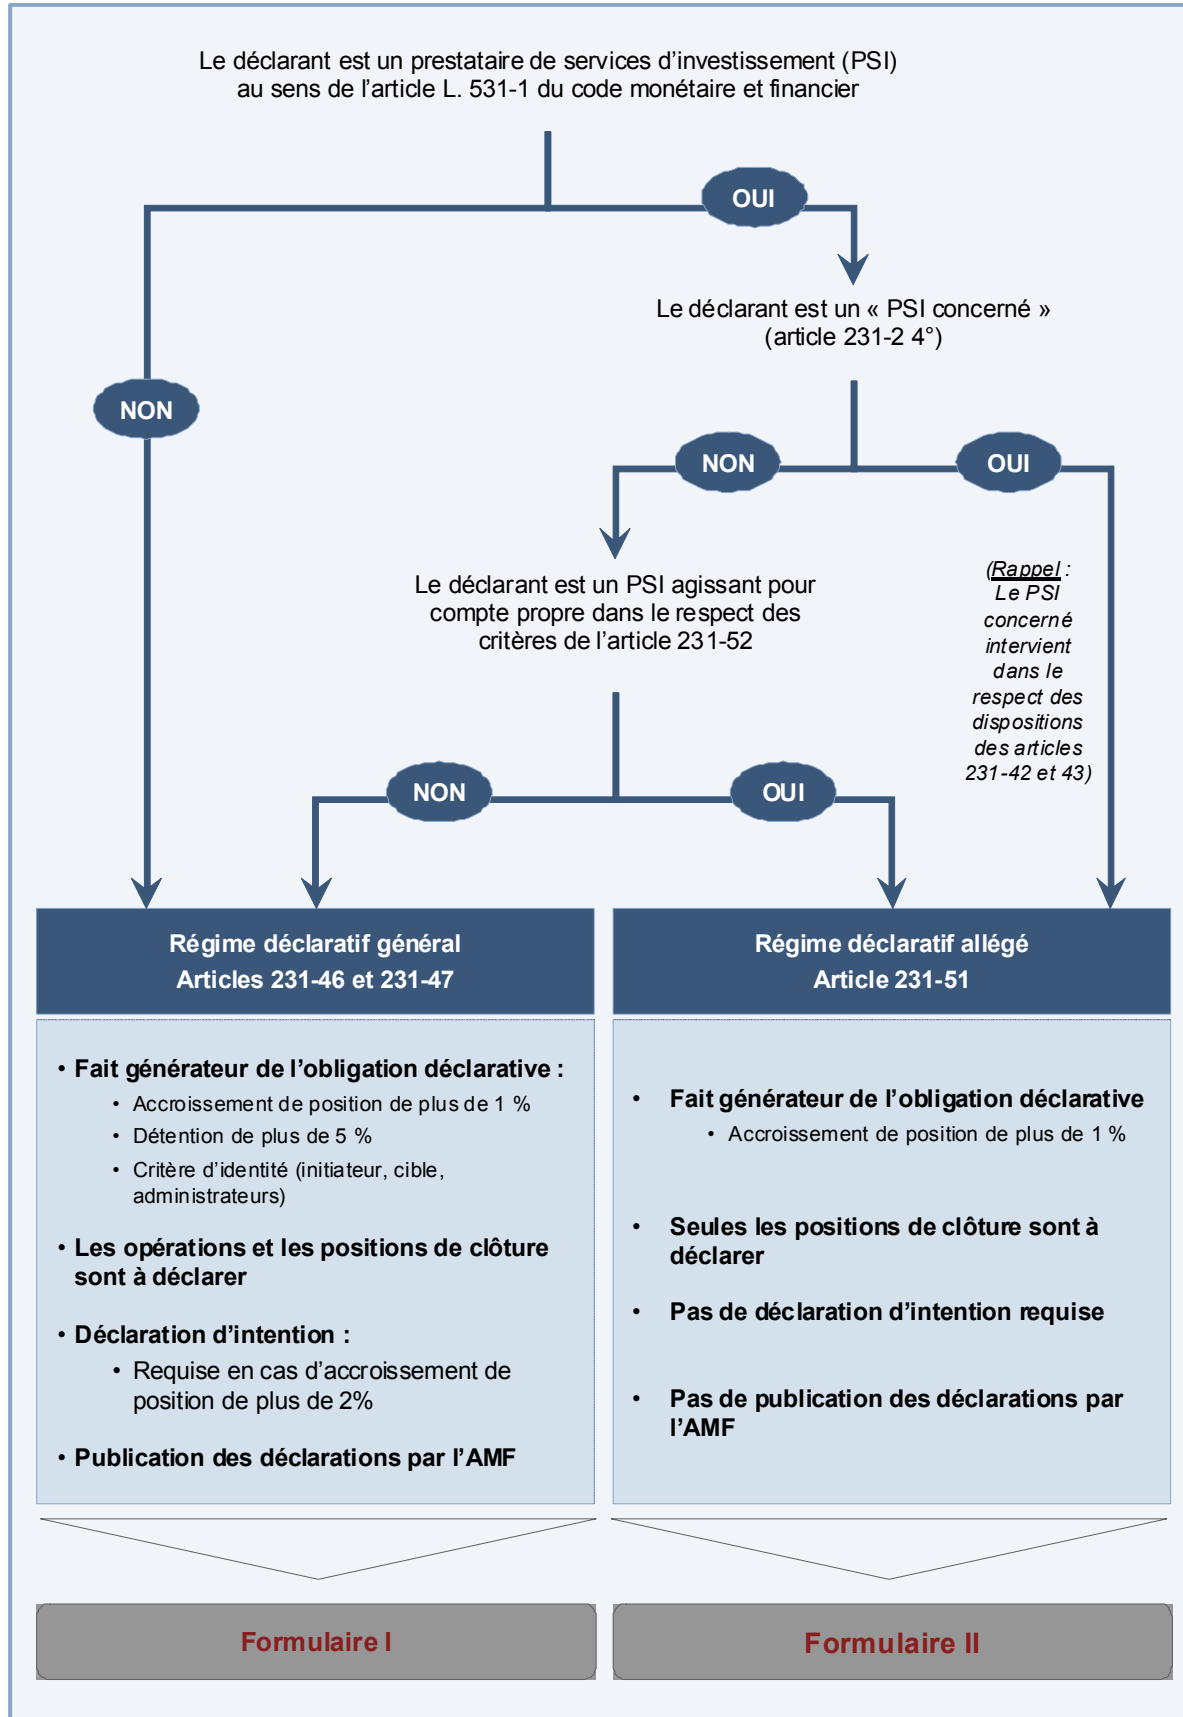 Le déclarant est un prestataire de services d’investissement (PSI)
au sens de l’article L. 531-1 du code monétaire et financier
OUI
Le déclarant est un « PSI concerné »
(article 231-2 4°)
NON
NON
OUI
Le déclarant est un PSI agissant pour
compte propre dans le respect des
critères de l’article 231-52
(Rappel :
Le PSI
concerné
intervient
dans le
respect des
dispositions
des articles
231-42 et 43)
NON
OUI
Régime déclaratif général
Articles 231-46 et 231-47
• Fait générateur de l’obligation déclarative :
• Accroissement de position de plus de 1 %
• Détention de plus de 5 %
• Critère d’identité (initiateur, cible,
administrateurs)
• Les opérations et les positions de clôture
sont à déclarer
• Déclaration d’intention :
• Requise en cas d’accroissement de
position de plus de 2%
• Publication des déclarations par l’AMF
Formulaire I
Régime déclaratif allégé
Article 231-51
• Fait générateur de l’obligation déclarative
• Accroissement de position de plus de 1 %
• Seules les positions de clôture sont à
déclarer
• Pas de déclaration d’intention requise
• Pas de publication des déclarations par
l’AMF
Formulaire II